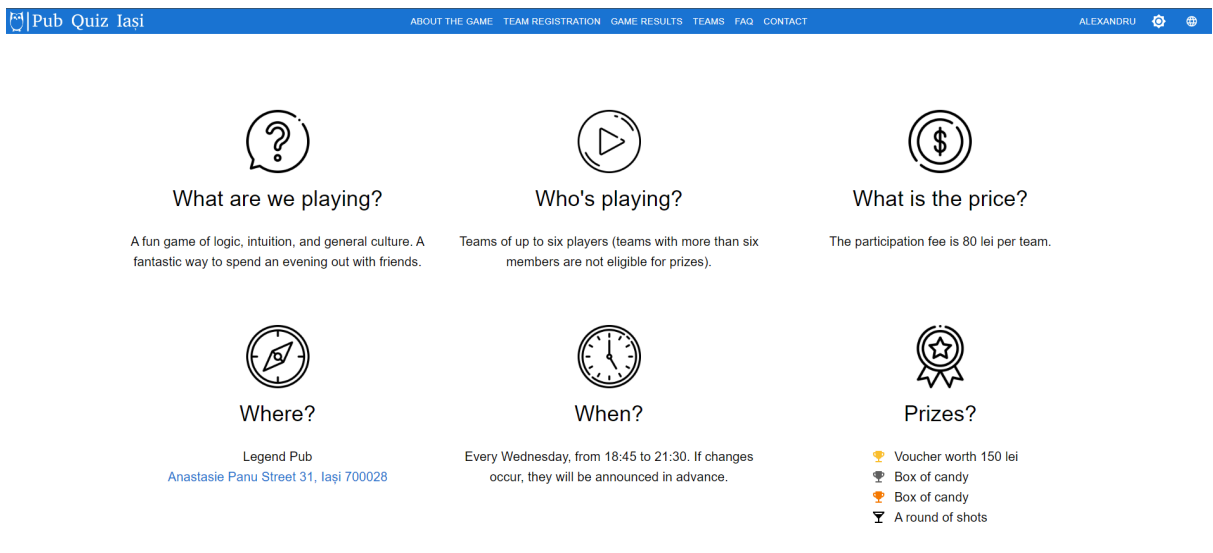 Pub Quiz Iași
ABOUT THE GAME TEAM REGISTRATION GAME RESULTS TEAMS FAQ CONTACT
ALEXANDRU
What are we playing?
A fun game of logic, intuition, and general culture. A
fantastic way to spend an evening out with friends.
Who's playing?
Teams of up to six players (teams with more than six
members are not eligible for prizes).
What is the price?
The participation fee is 80 lei per team.
Where?
Legend Pub
Anastasie Panu Street 31, Iași 700028
When?
Every Wednesday, from 18:45 to 21:30. If changes
occur, they will be announced in advance.
Prizes?
Voucher worth 150 lei
Box of candy
Box of candy
A round of shots